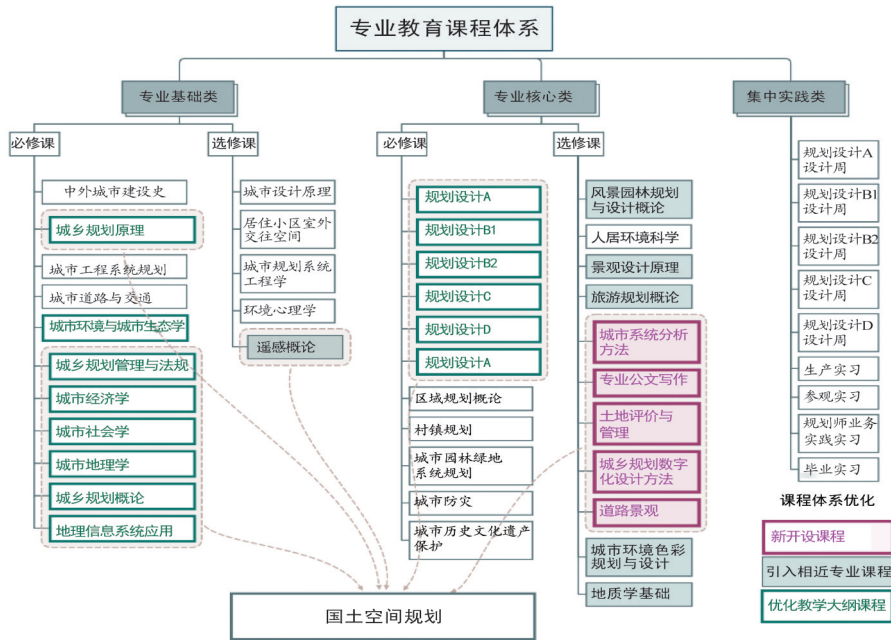 专业教育课程体系
专业基础类
专业核心类
集中实践类
必修课
选修课
必修课
选修课
中外城市建设史
城乡规划原理
城市工程系统规划
城市道路与交通
城市环境与城市生态学
城乡规划管理与法规
城市经济学
城市社会学
城市地理学
城乡规划概论
地理信息系统应用
城市设计原理
居住小区室外
交往空间
城市规划系统
工程学
环境心理学
遥感概论
规划设计A
规划设计B1
规划设计B2
规划设计C
规划设计D
规划设计A
区域规划概论
村镇规划
城市园林绿地
系统规划
城市防灾
城市历史文化遗产
保护
风景园林规划
与设计概论
人居环境科学
景观设计原理
旅游规划概论
城市系统分析
方法
专业公文写作
土地评价与
管理
城乡规划数字
化设计方法
道路景观
城市环境色彩
规划与设计
地质学基础
规划设计A
设计周
规划设计B1
设计周
规划设计B2
设计周
规划设计C
设计周
规划设计D
设计周
生产实习
参观实习
规划师业务
实践实习
毕业实习
课程体系优化
新开设课程
引入相近专业课程
优化教学大纲课程
国土空间规划